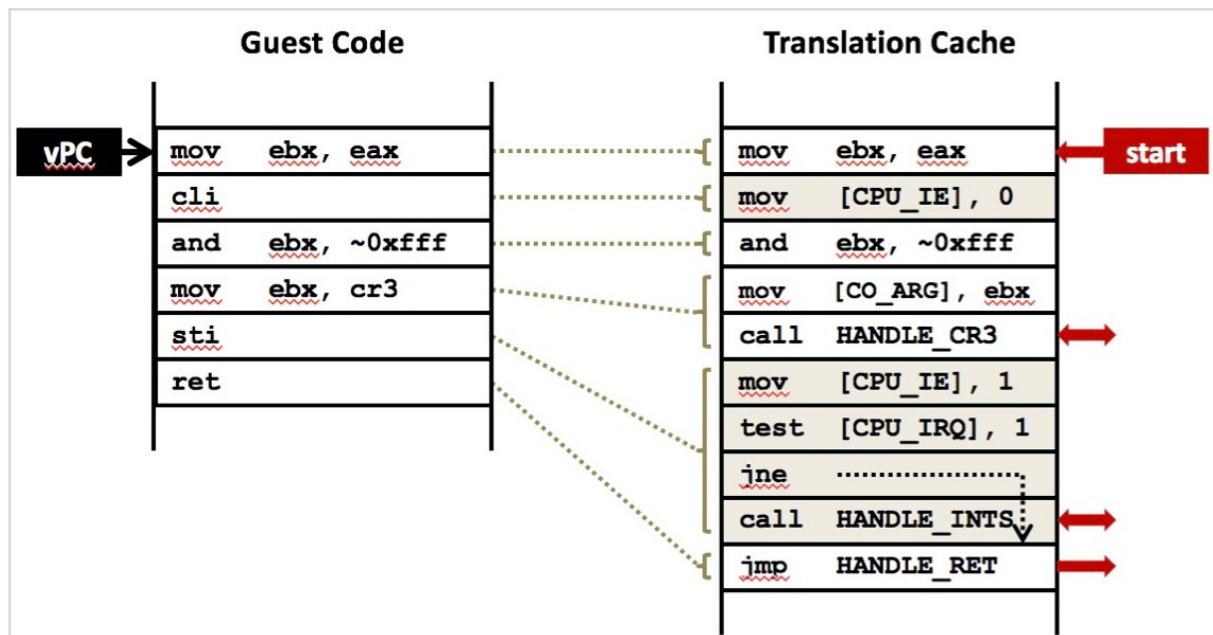 Guest Code
Translation Cache
vPC
mov ebx, eax
cli
and ebx, ~0xfff
mov ebx, cr3
sti
ret
mov ebx, eax
mov [CPU_IE], 0
and ebx, ~0xfff
mov [CO_ARG], ebx
call HANDLE_CR3
mov [CPU_IE], 1
test [CPU_IRQ], 1
jne
call HANDLE_INTS
jmp HANDLE_RET
start